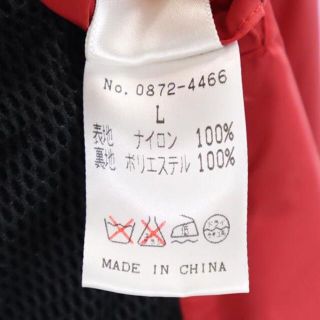 No. 0872-4466
L
表地 ナイロン 100%
裏地 ポリエステル 100%
MADE IN CHINA